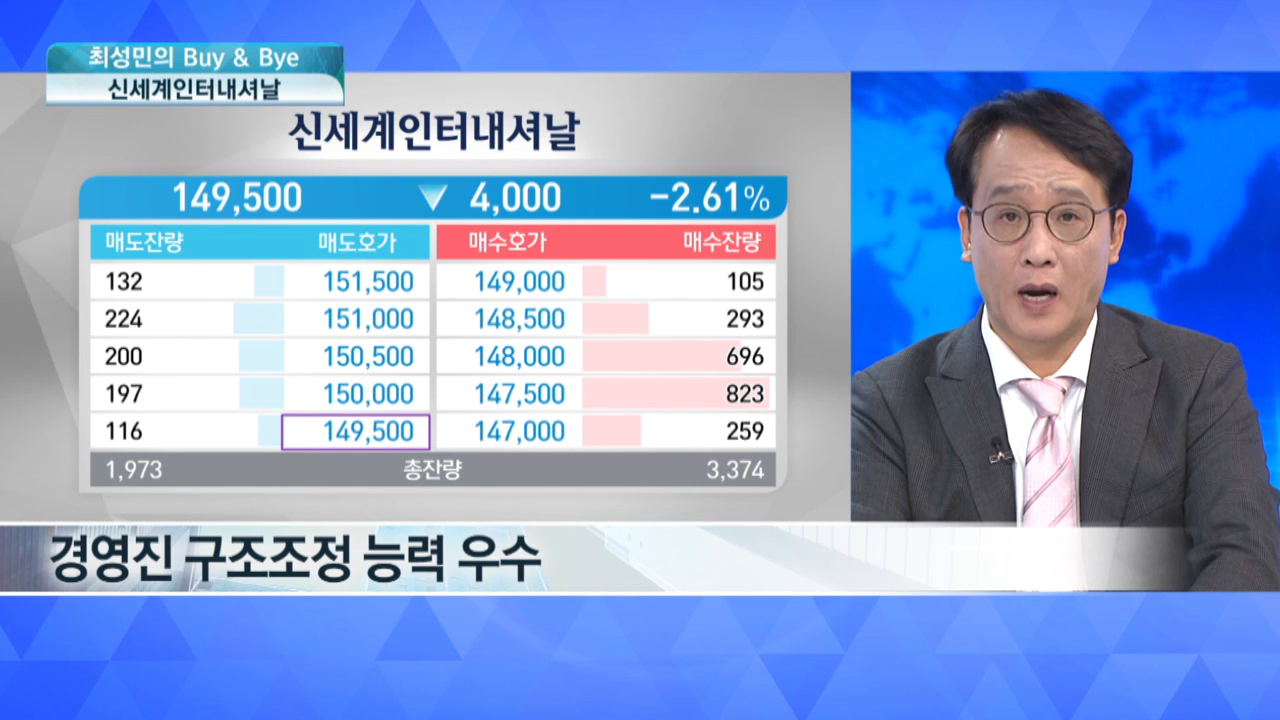 최성민의 Buy & Bye
신세계인터내셔날
신세계인터내셔날
149,500 ▼ 4,000 -2.61%
매도잔량 매도호가 매수호가 매수잔량
132 151,500 149,000 105
224 151,000 148,500 293
200 150,500 148,000 696
197 150,000 147,500 823
116 149,500 147,000 259
1,973 총잔량 3,374
경영진 구조조정 능력 우수